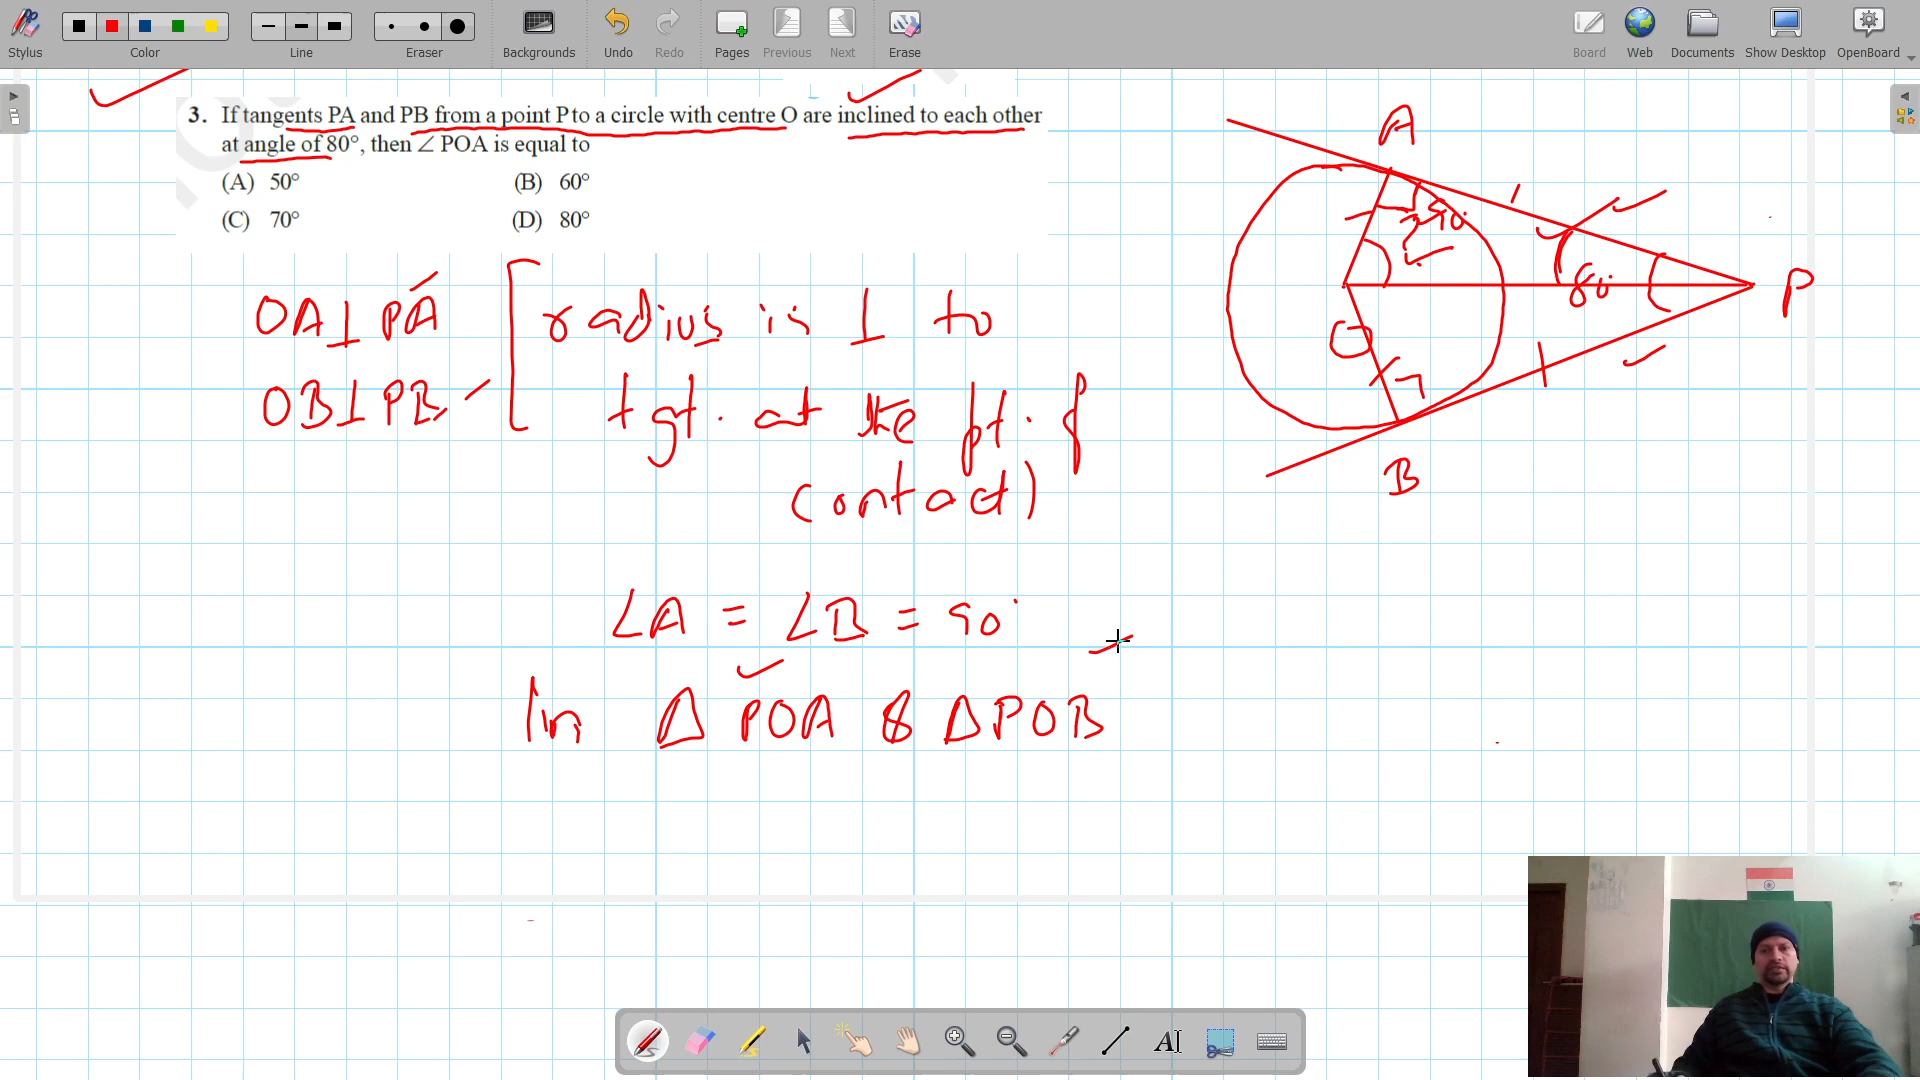 Stylus
Color
Line
Eraser
Backgrounds
Undo
Redo
Pages
Previous
Next
Erase
Board
Web
Documents
Show Desktop
OpenBoard
3. If tangents PA and PB from a point P to a circle with centre O are inclined to each other
at angle of 80°, then ∠ POA is equal to
(A) 50°
(B) 60°
(C) 70°
(D) 80°
OA ⊥ PA
[radius is ⊥ to
OB ⊥ PB
tgt. at the pt. of
contact)
A
90°
?
80°
P
O
B
∠A = ∠B = 90°
In Δ POA & Δ POB